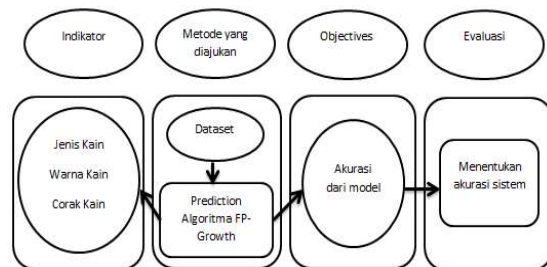 Indikator
Metode yang
diajukan
Objectives
Evaluasi
Jenis Kain
Warna Kain
Corak Kain
Dataset
Prediction
Algoritma FP-
Growth
Akurasi
dari model
Menentukan
akurasi sistem